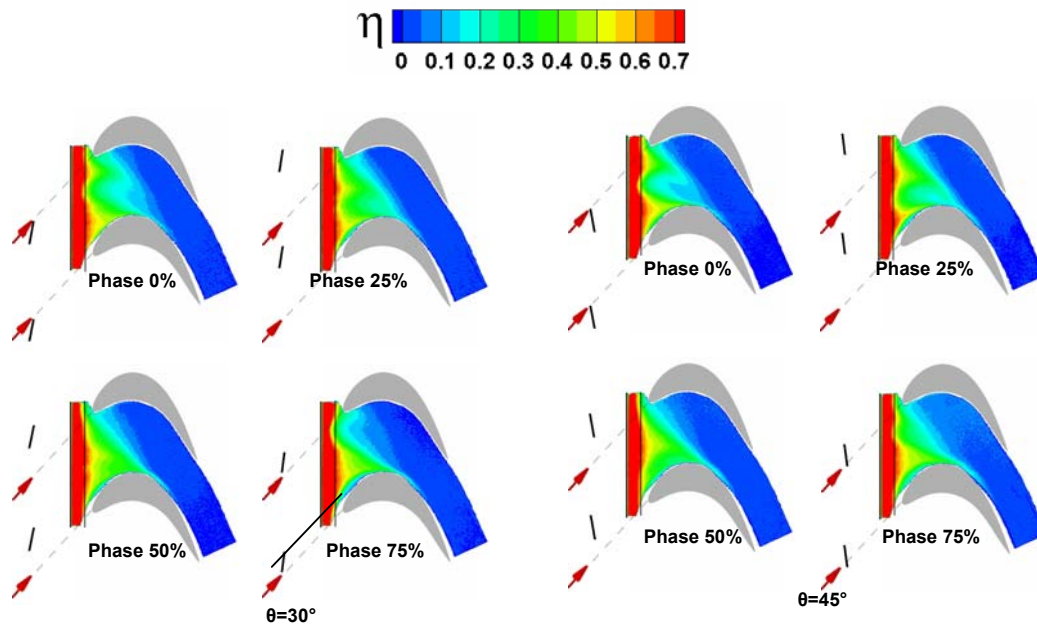 η
0 0.1 0.2 0.3 0.4 0.5 0.6 0.7
Phase 0% Phase 25% Phase 0% Phase 25%
Phase 50% Phase 75% Phase 50% Phase 75%
θ=30° θ=45°